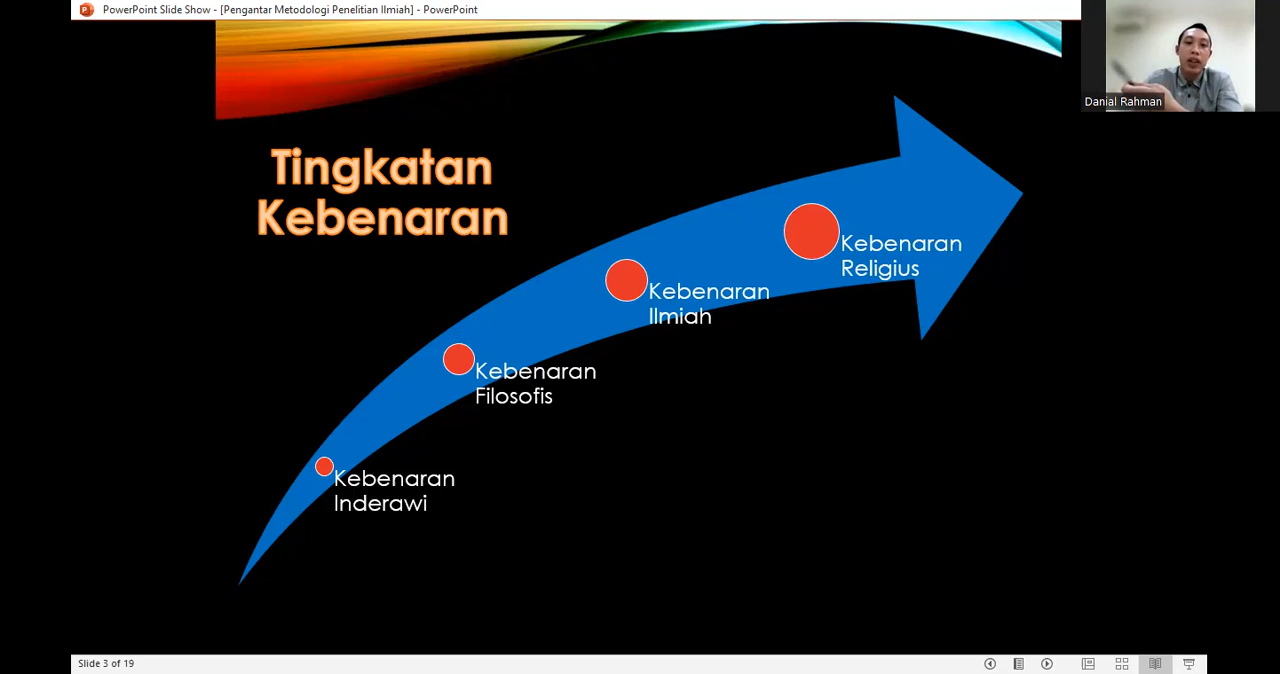 PowerPoint Slide Show - [Pengantar Metodologi Penelitian Ilmiah] - PowerPoint
Danial Rahman
Tingkatan
Kebenaran
Kebenaran
Religius
Kebenaran
Ilmiah
Kebenaran
Filosofis
Kebenaran
Inderawi
Slide 3 of 19